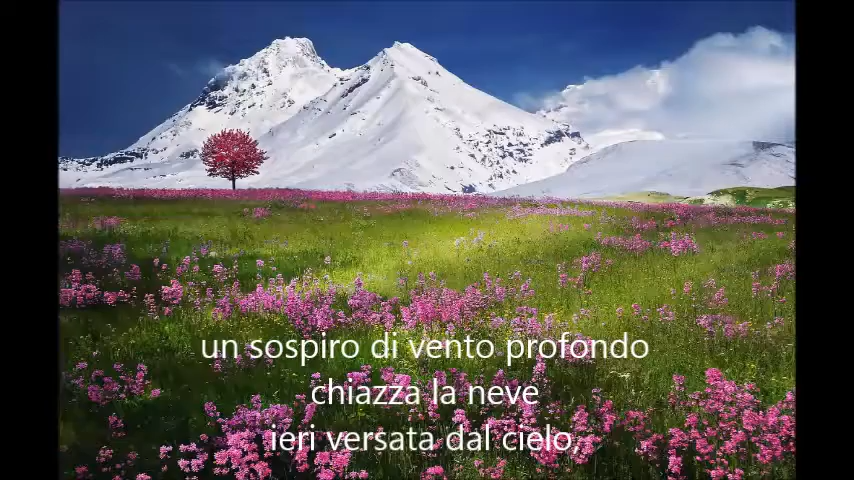 un sospiro di vento profondo
chiazza la neve
ieri versata dal cielo,